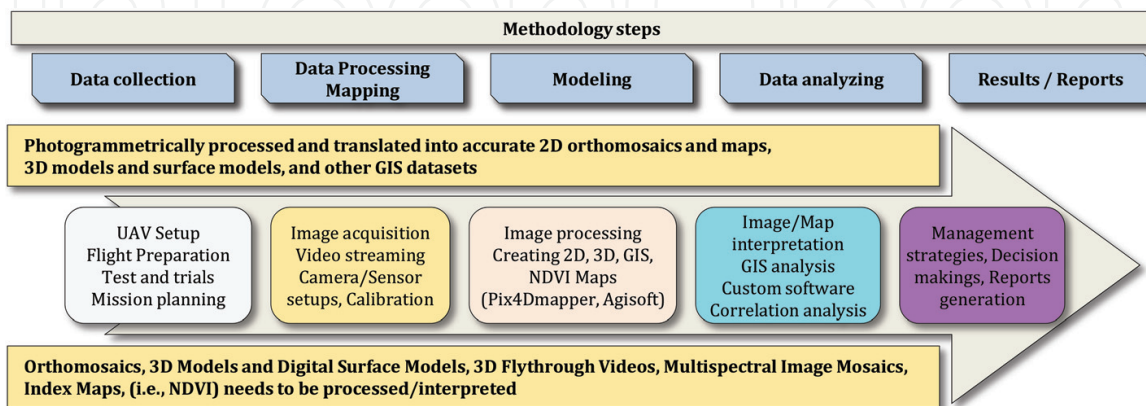 Methodology steps
Data collection
Data Processing
Mapping
Modeling
Data analyzing
Results / Reports
Photogrammetrically processed and translated into accurate 2D orthomosaics and maps,
3D models and surface models, and other GIS datasets
UAV Setup
Flight Preparation
Test and trials
Mission planning
Image acquisition
Video streaming
Camera/Sensor
setups, Calibration
Image processing
Creating 2D, 3D, GIS,
NDVI Maps
(Pix4Dmapper, Agisoft)
Image/Map
interpretation
GIS analysis
Custom software
Correlation analysis
Management
strategies, Decision
makings, Reports
generation
Orthomosaics, 3D Models and Digital Surface Models, 3D Flythrough Videos, Multispectral Image Mosaics,
Index Maps, (i.e., NDVI) needs to be processed/interpreted